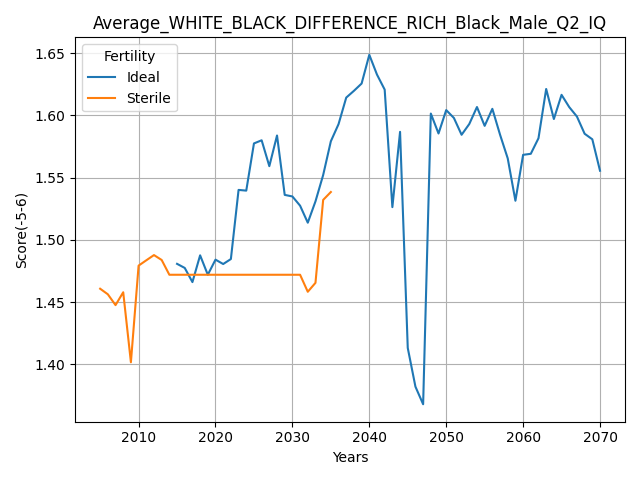 Average_WHITE_BLACK_DIFFERENCE_RICH_Black_Male_Q2_IQ
Fertility
Ideal
Sterile
Score(-5-6)
1.65
1.60
1.55
1.50
1.45
1.40
2010 2020 2030 2040 2050 2060 2070
Years